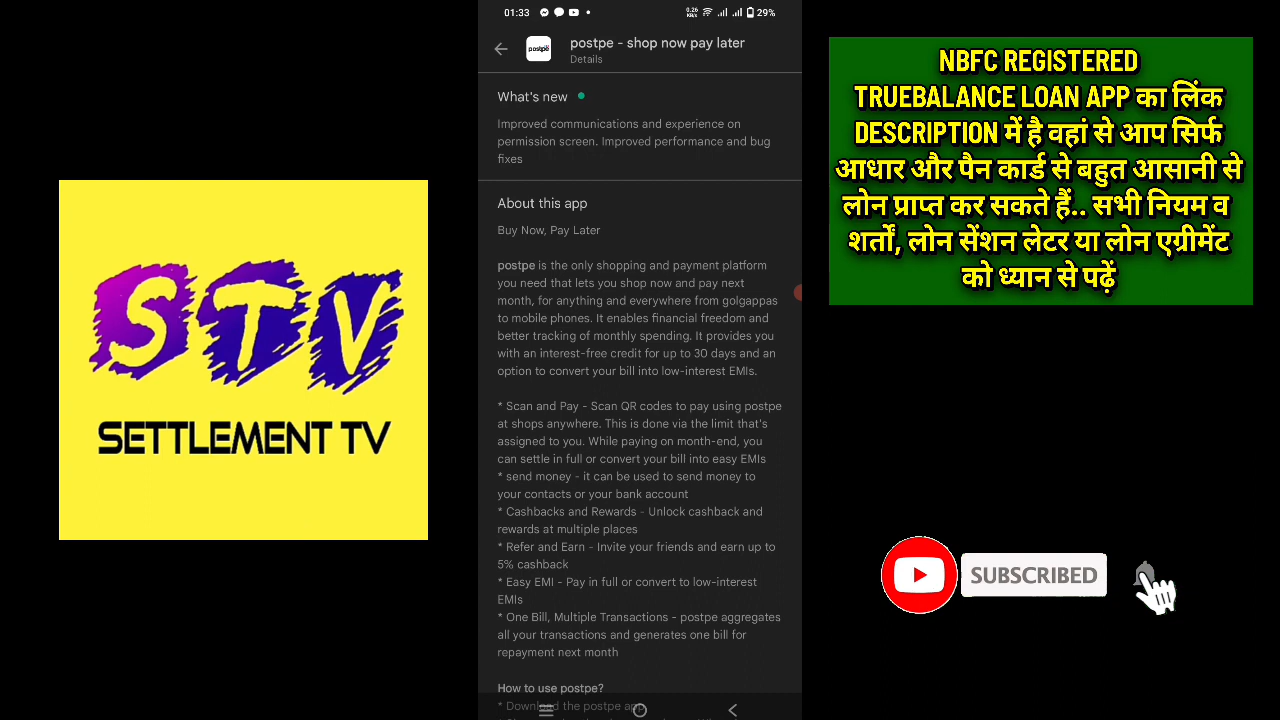 STV
SETTLEMENT TV
01:33
0.26
KB/s
29%
postpe
postpe - shop now pay later
Details
What's new
Improved communications and experience on
permission screen. Improved performance and bug
fixes
About this app
Buy Now, Pay Later
postpe is the only shopping and payment platform
you need that lets you shop now and pay next
month, for anything and everywhere from golgappas
to mobile phones. It enables financial freedom and
better tracking of monthly spending. It provides you
with an interest-free credit for up to 30 days and an
option to convert your bill into low-interest EMIs.
* Scan and Pay - Scan QR codes to pay using postpe
at shops anywhere. This is done via the limit that's
assigned to you. While paying on month-end, you
can settle in full or convert your bill into easy EMIs
* send money - it can be used to send money to
your contacts or your bank account
* Cashbacks and Rewards - Unlock cashback and
rewards at multiple places
* Refer and Earn - Invite your friends and earn up to
5% cashback
* Easy EMI - Pay in full or convert to low-interest
EMIs
* One Bill, Multiple Transactions - postpe aggregates
all your transactions and generates one bill for
repayment next month
How to use postpe?
* Download the postpe app
NBFC REGISTERED
TRUEBALANCE LOAN APP का लिंक
DESCRIPTION में है वहां से आप सिर्फ
आधार और पैन कार्ड से बहुत आसानी से
लोन प्राप्त कर सकते हैं.. सभी नियम व
शर्तों, लोन सेंशन लेटर या लोन एग्रीमेंट
को ध्यान से पढ़ें
SUBSCRIBED